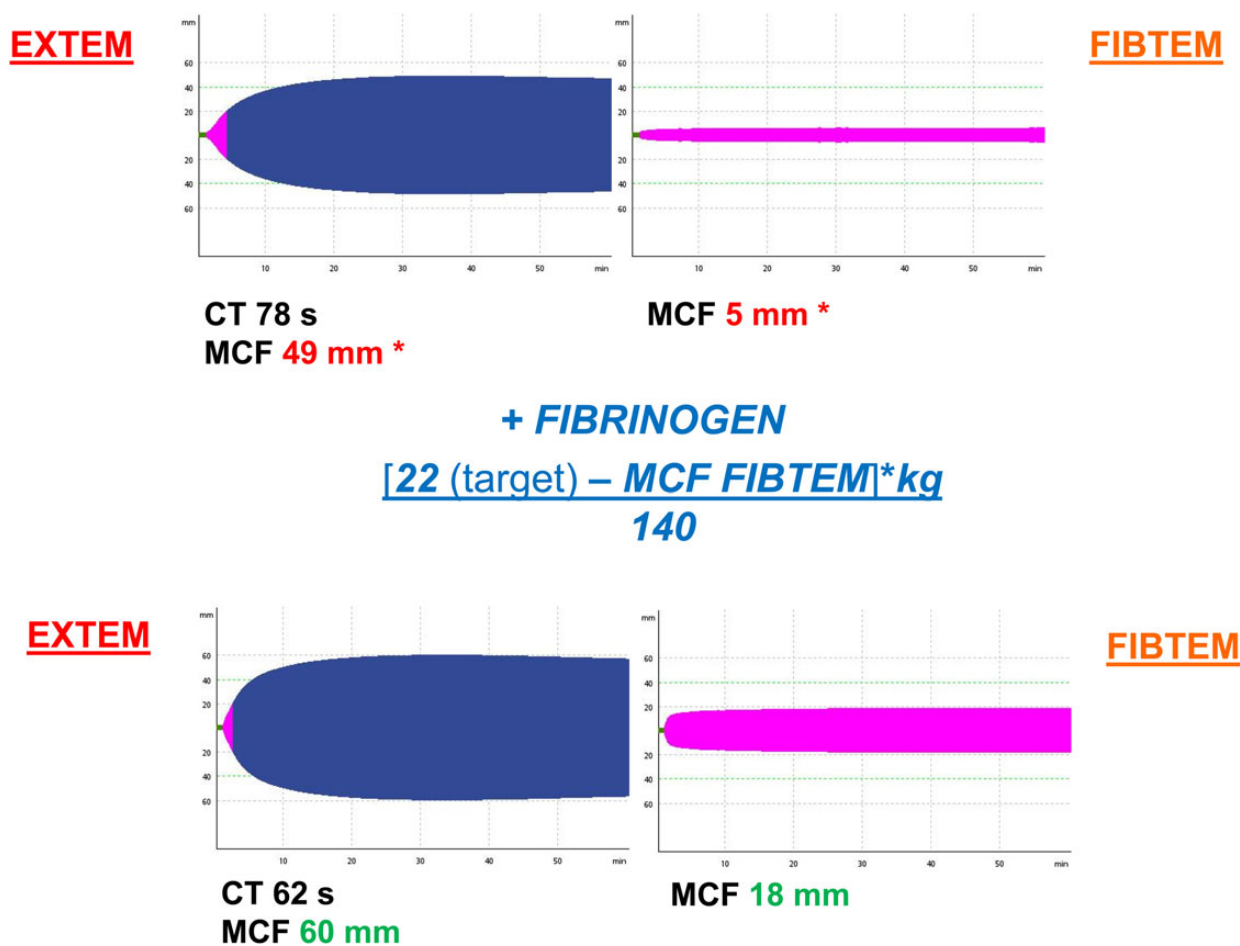 EXTEM
FIBTEM
mm
60
40
20
20
40
60
10
20
30
40
50
min
mm
60
40
20
20
40
60
10
20
30
40
50
min
CT 78 s
MCF 49 mm *
MCF 5 mm *
+ FIBRINOGEN
[22 (target) – MCF FIBTEM]*kg
140
EXTEM
FIBTEM
mm
60
40
20
20
40
60
10
20
30
40
50
min
mm
60
40
20
20
40
60
10
20
30
40
50
min
CT 62 s
MCF 60 mm
MCF 18 mm